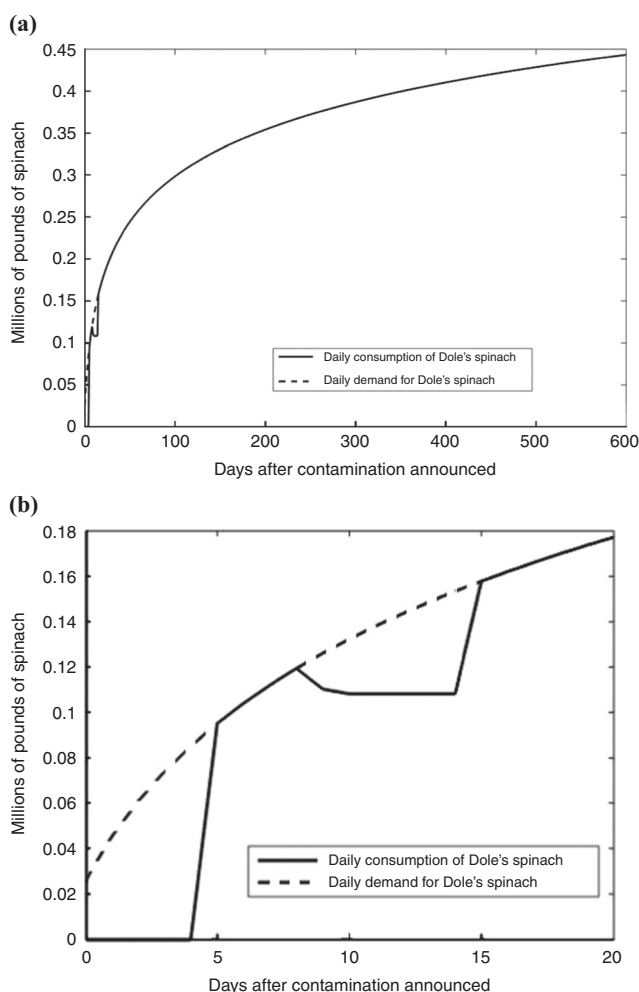 (a)
0.45
0.4
0.35
0.3
0.25
0.2
0.15
0.1
0.05
0
Millions of pounds of spinach
Daily consumption of Dole's spinach
Daily demand for Dole's spinach
0 100 200 300 400 500 600
Days after contamination announced
(b)
0.18
0.16
0.14
0.12
0.1
0.08
0.06
0.04
0.02
0
Millions of pounds of spinach
Daily consumption of Dole's spinach
Daily demand for Dole's spinach
0 5 10 15 20
Days after contamination announced